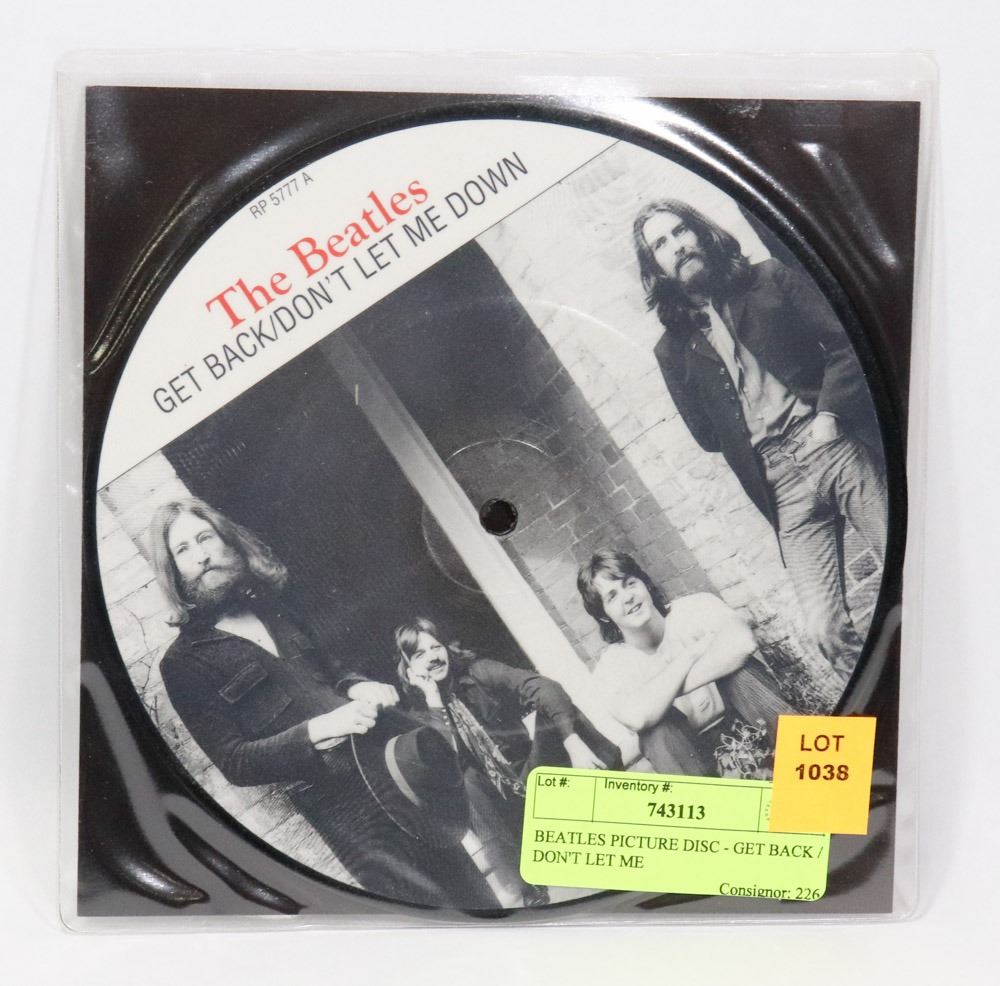 RP 5777 A
The Beatles
GET BACK/DON'T LET ME DOWN
LOT
1038
Lot #:
Inventory #:
743113
BEATLES PICTURE DISC - GET BACK /
DON'T LET ME
Consignor: 226